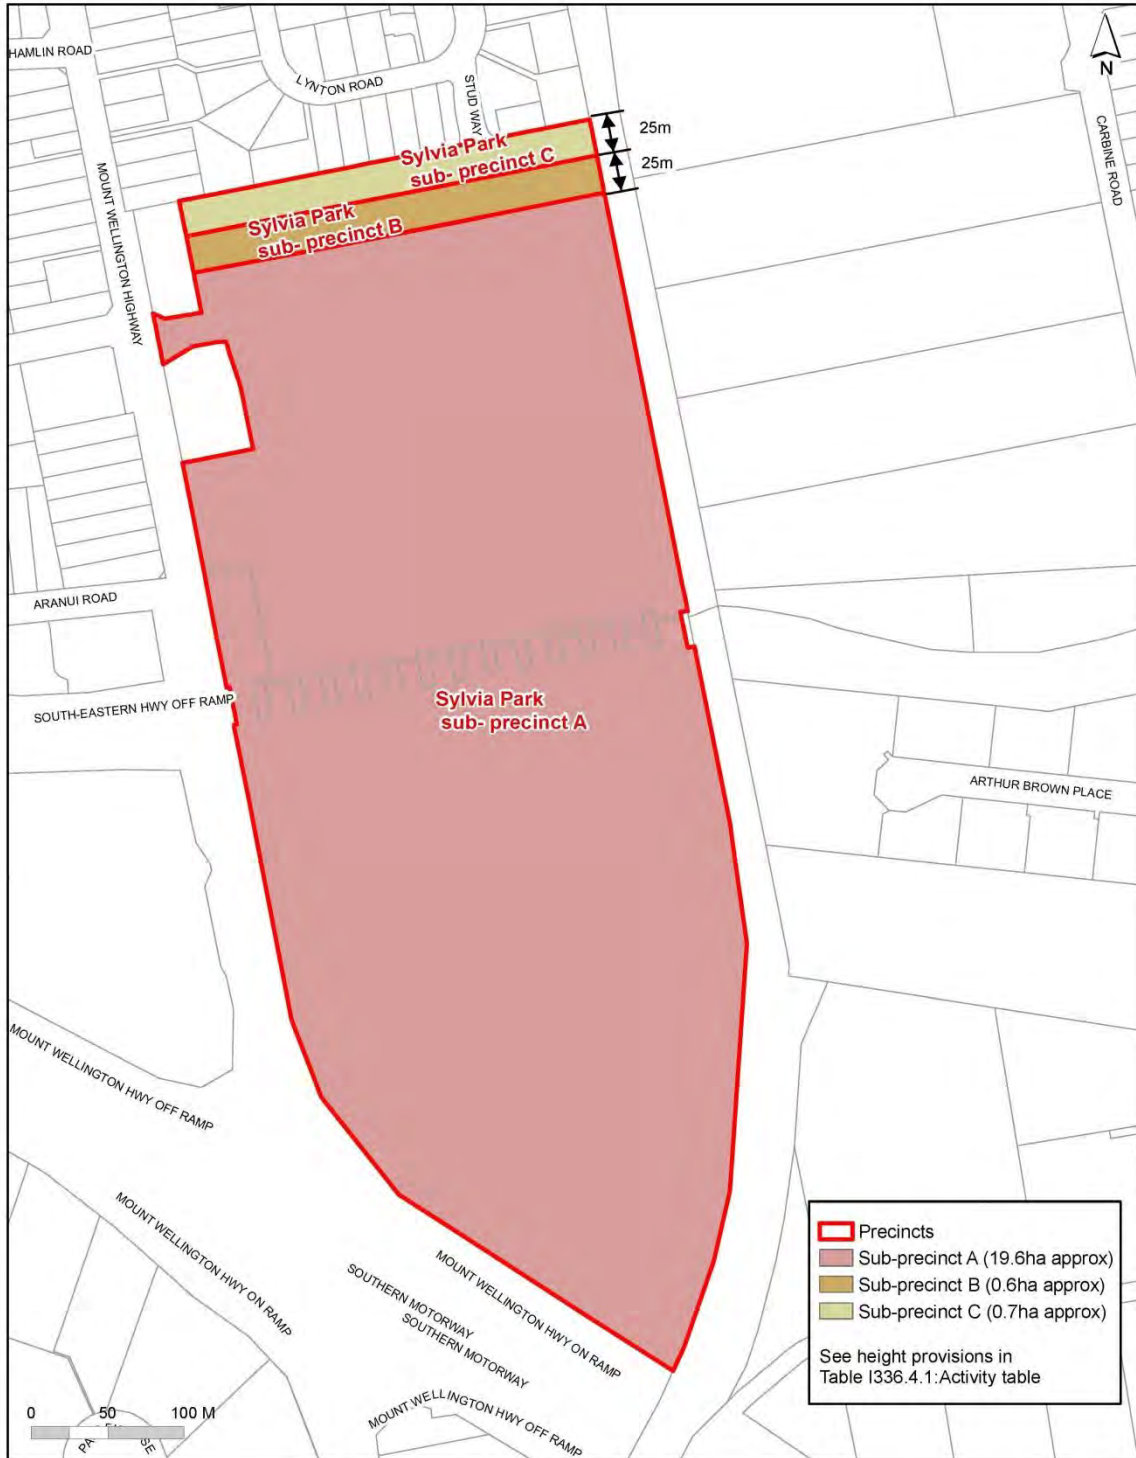 HAMLIN ROAD
LYNTON ROAD
STUD WAY
N
CARBINE ROAD
25m
25m
Sylvia Park
sub- precinct C
Sylvia Park
sub- precinct B
MOUNT WELLINGTON HIGHWAY
ARANUI ROAD
SOUTH-EASTERN HWY OFF RAMP
Sylvia Park
sub- precinct A
ARTHUR BROWN PLACE
MOUNT WELLINGTON HWY OFF RAMP
MOUNT WELLINGTON HWY ON RAMP
SOUTHERN MOTORWAY
SOUTHERN MOTORWAY
MOUNT WELLINGTON HWY ON RAMP
MOUNT WELLINGTON HWY OFF RAMP
Precincts
Sub-precinct A (19.6ha approx)
Sub-precinct B (0.6ha approx)
Sub-precinct C (0.7ha approx)
See height provisions in
Table I336.4.1:Activity table
0 50 100 M